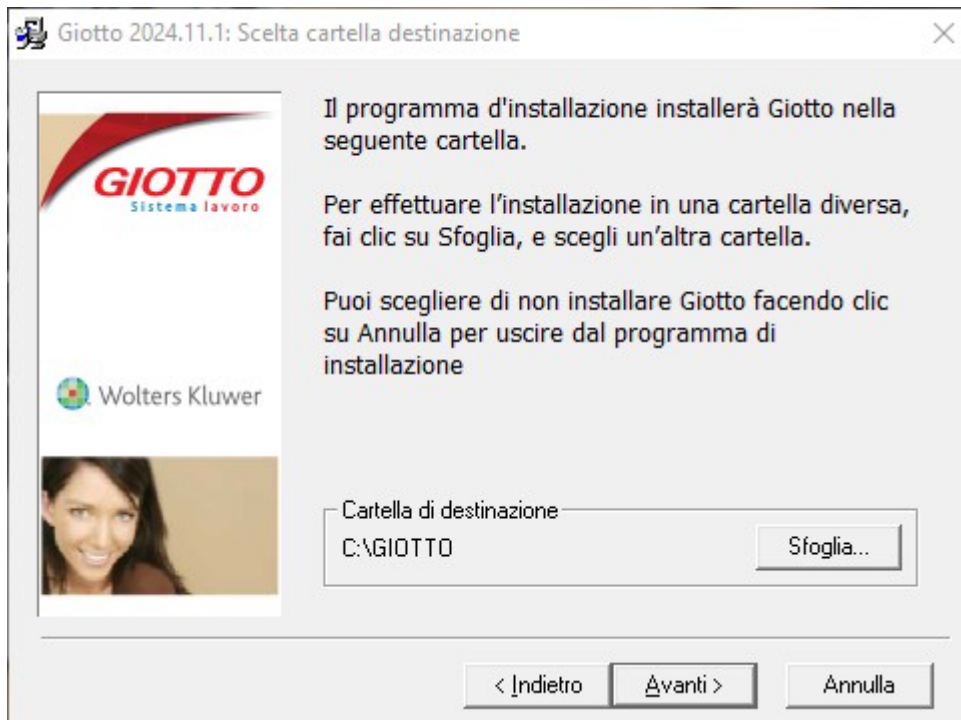 Giotto 2024.11.1: Scelta cartella destinazione
GIOTTO
Sistema lavoro
Wolters Kluwer
Il programma d'installazione installerà Giotto nella
seguente cartella.
Per effettuare l’installazione in una cartella diversa,
fai clic su Sfoglia, e scegli un’altra cartella.
Puoi scegliere di non installare Giotto facendo clic
su Annulla per uscire dal programma di
installazione
Cartella di destinazione
C:\GIOTTO
Sfoglia...
< Indietro
Avanti >
Annulla